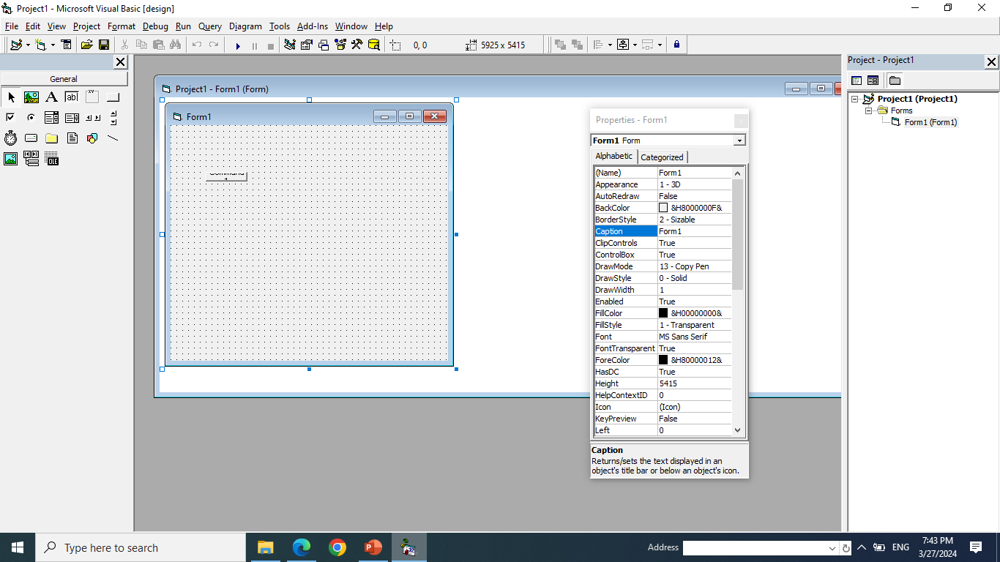 Project1 - Microsoft Visual Basic [design]
File Edit View Project Format Debug Run Query Diagram Tools Add-Ins Window Help
0, 0 5925 x 5415
General
A ab| XY
OLE
Project1 - Form1 (Form)
Form1
Command
Properties - Form1
Form1 Form
Alphabetic Categorized
(Name) Form1
Appearance 1 - 3D
AutoRedraw False
BackColor &H8000000F&
BorderStyle 2 - Sizable
Caption Form1
ClipControls True
ControlBox True
DrawMode 13 - Copy Pen
DrawStyle 0 - Solid
DrawWidth 1
Enabled True
FillColor &H00000000&
FillStyle 1 - Transparent
Font MS Sans Serif
FontTransparent True
ForeColor &H80000012&
HasDC True
Height 5415
HelpContextID 0
Icon (Icon)
KeyPreview False
Left 0
Caption
Returns/sets the text displayed in an
object's title bar or below an object's icon.
Project - Project1
Project1 (Project1)
Forms
Form1 (Form1)
Type here to search
Address
ENG
7:43 PM
3/27/2024